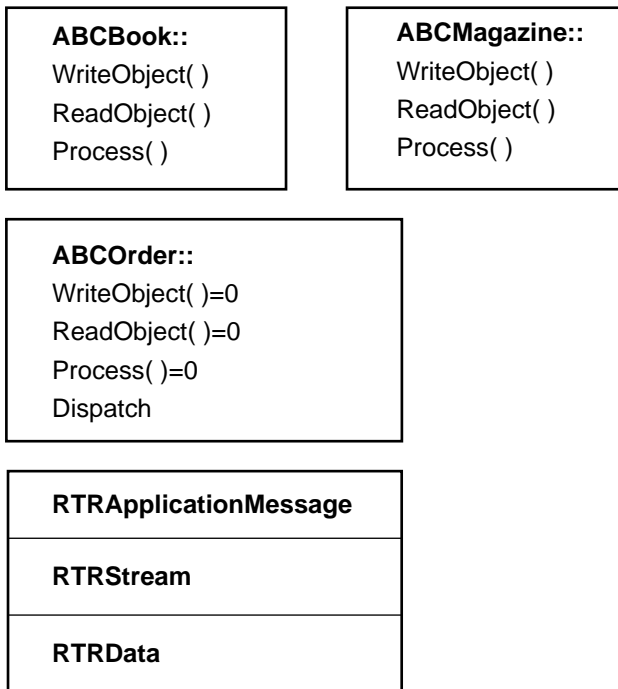 ABCBook::
WriteObject( )
ReadObject( )
Process( )
ABCMagazine::
WriteObject( )
ReadObject( )
Process( )
ABCOrder::
WriteObject( )=0
ReadObject( )=0
Process( )=0
Dispatch
RTRApplicationMessage
RTRStream
RTRData